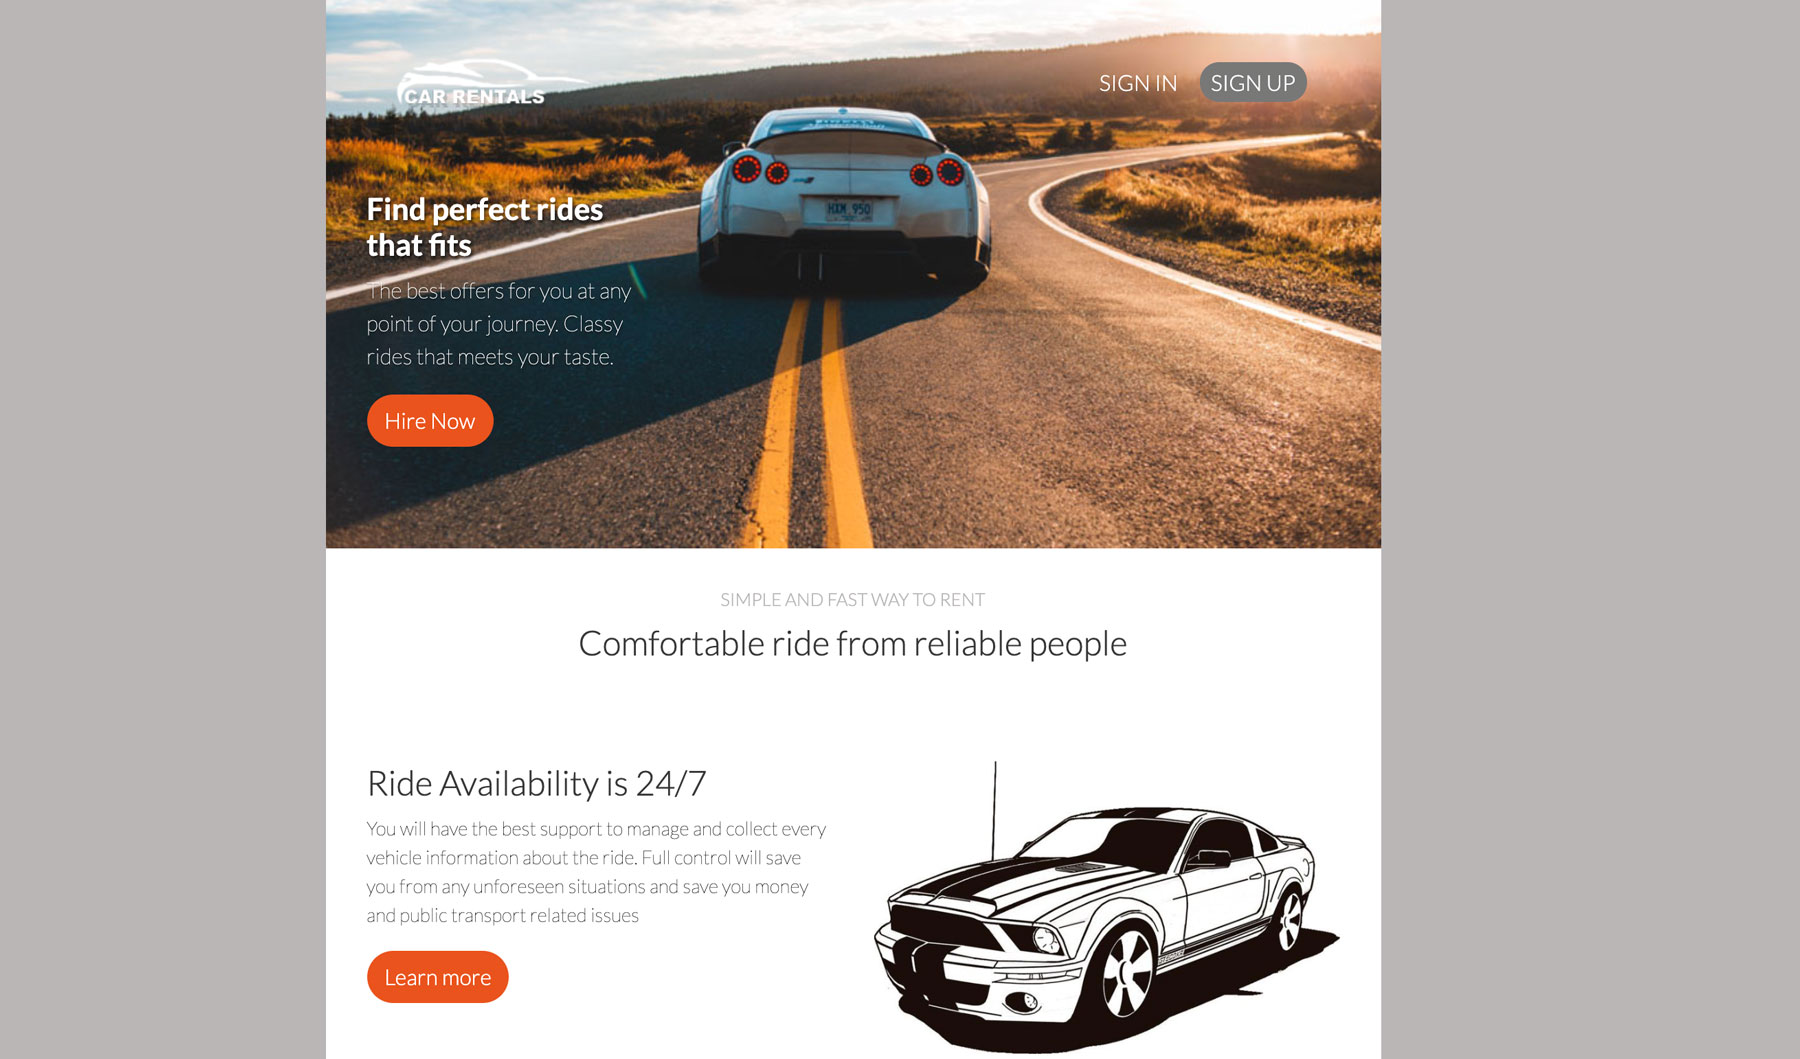 CAR RENTALS
SIGN IN
SIGN UP
HXM 950
Find perfect rides
that fits
The best offers for you at any
point of your journey. Classy
rides that meets your taste.
Hire Now
SIMPLE AND FAST WAY TO RENT
Comfortable ride from reliable people
Ride Availability is 24/7
You will have the best support to manage and collect every
vehicle information about the ride. Full control will save
you from any unforeseen situations and save you money
and public transport related issues
Learn more